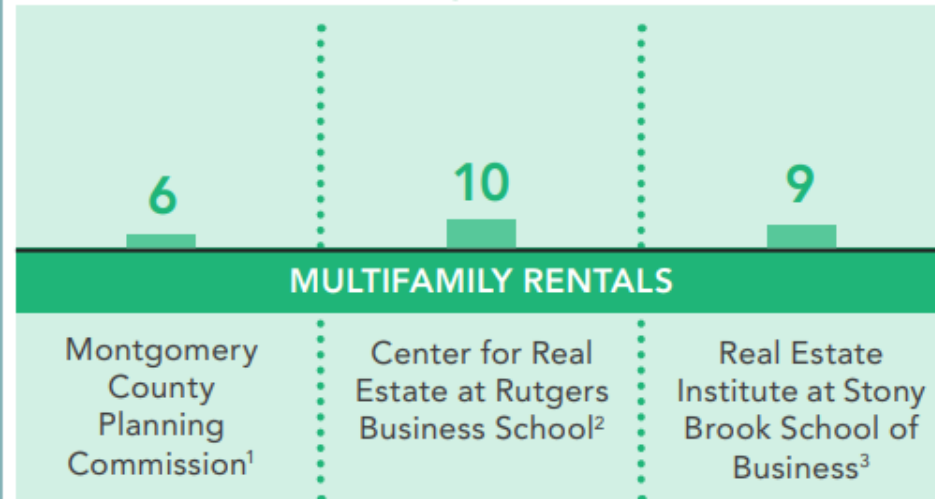 6
10
9
MULTIFAMILY RENTALS
Montgomery
County
Planning
Commission¹
Center for Real
Estate at Rutgers
Business School²
Real Estate
Institute at Stony
Brook School of
Business³